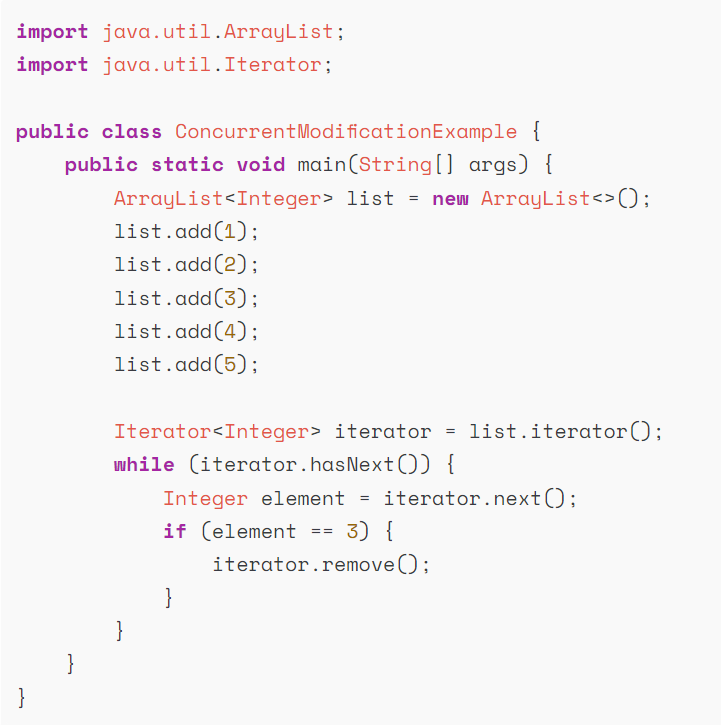 import java.util.ArrayList;
import java.util.Iterator;

public class ConcurrentModificationExample {
    public static void main(String[] args) {
        ArrayList<Integer> list = new ArrayList<>();
        list.add(1);
        list.add(2);
        list.add(3);
        list.add(4);
        list.add(5);

        Iterator<Integer> iterator = list.iterator();
        while (iterator.hasNext()) {
            Integer element = iterator.next();
            if (element == 3) {
                iterator.remove();
            }
        }
    }
}